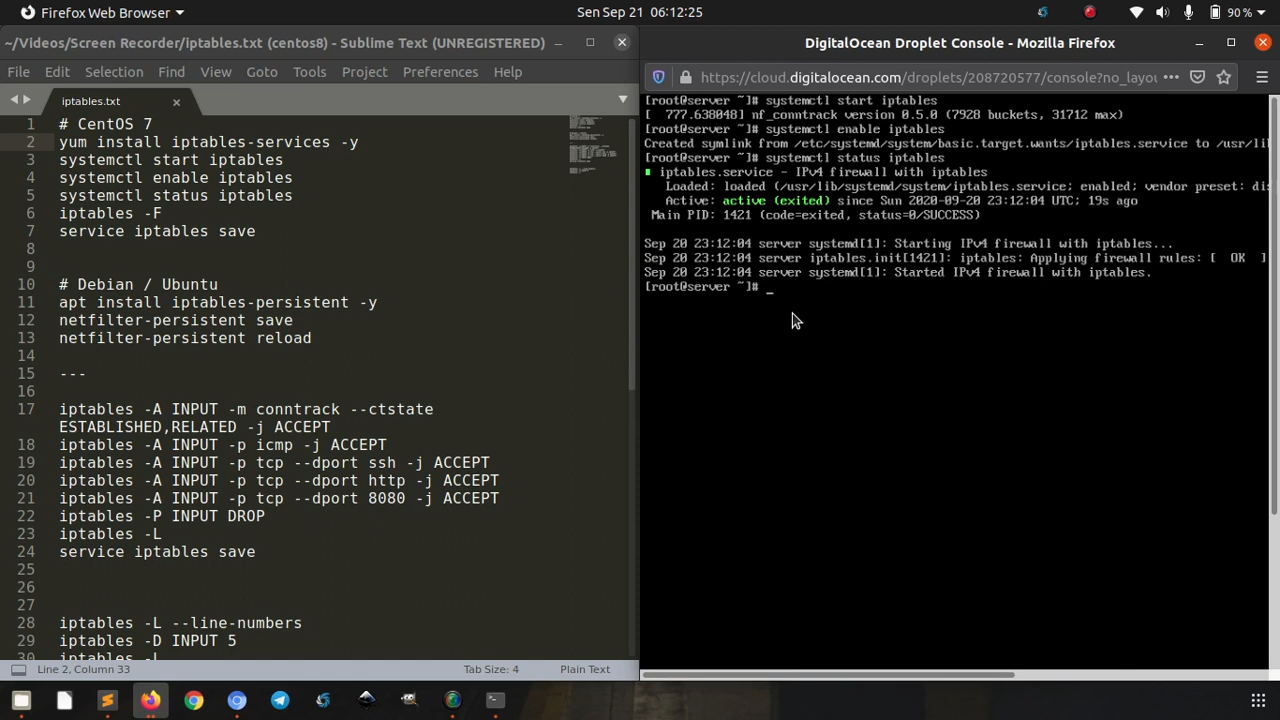 Firefox Web Browser
Sen Sep 21 06:12:25
90 %
~/Videos/Screen Recorder/iptables.txt (centos8) - Sublime Text (UNREGISTERED)
File Edit Selection Find View Goto Tools Project Preferences Help
iptables.txt
1 # CentOS 7
2 yum install iptables-services -y
3 systemctl start iptables
4 systemctl enable iptables
5 systemctl status iptables
6 iptables -F
7 service iptables save
8
9
10 # Debian / Ubuntu
11 apt install iptables-persistent -y
12 netfilter-persistent save
13 netfilter-persistent reload
14
15 ---
16
17 iptables -A INPUT -m conntrack --ctstate
ESTABLISHED,RELATED -j ACCEPT
18 iptables -A INPUT -p icmp -j ACCEPT
19 iptables -A INPUT -p tcp --dport ssh -j ACCEPT
20 iptables -A INPUT -p tcp --dport http -j ACCEPT
21 iptables -A INPUT -p tcp --dport 8080 -j ACCEPT
22 iptables -P INPUT DROP
23 iptables -L
24 service iptables save
25
26
27
28 iptables -L --line-numbers
29 iptables -D INPUT 5
30 iptables -L
Line 2, Column 33
Tab Size: 4
Plain Text
DigitalOcean Droplet Console - Mozilla Firefox
https://cloud.digitalocean.com/droplets/208720577/console?no_layou
[root@server ~]# systemctl start iptables
[  777.638048] nf_conntrack version 0.5.0 (7928 buckets, 31712 max)
[root@server ~]# systemctl enable iptables
Created symlink from /etc/systemd/system/basic.target.wants/iptables.service to /usr/li
[root@server ~]# systemctl status iptables
iptables.service - IPv4 firewall with iptables
Loaded: loaded (/usr/lib/systemd/system/iptables.service; enabled; vendor preset: dis
Active: active (exited) since Sun 2020-09-20 23:12:04 UTC; 19s ago
Main PID: 1421 (code=exited, status=0/SUCCESS)
Sep 20 23:12:04 server systemd[1]: Starting IPv4 firewall with iptables...
Sep 20 23:12:04 server iptables.init[1421]: iptables: Applying firewall rules: [  OK  ]
Sep 20 23:12:04 server systemd[1]: Started IPv4 firewall with iptables.
[root@server ~]# _